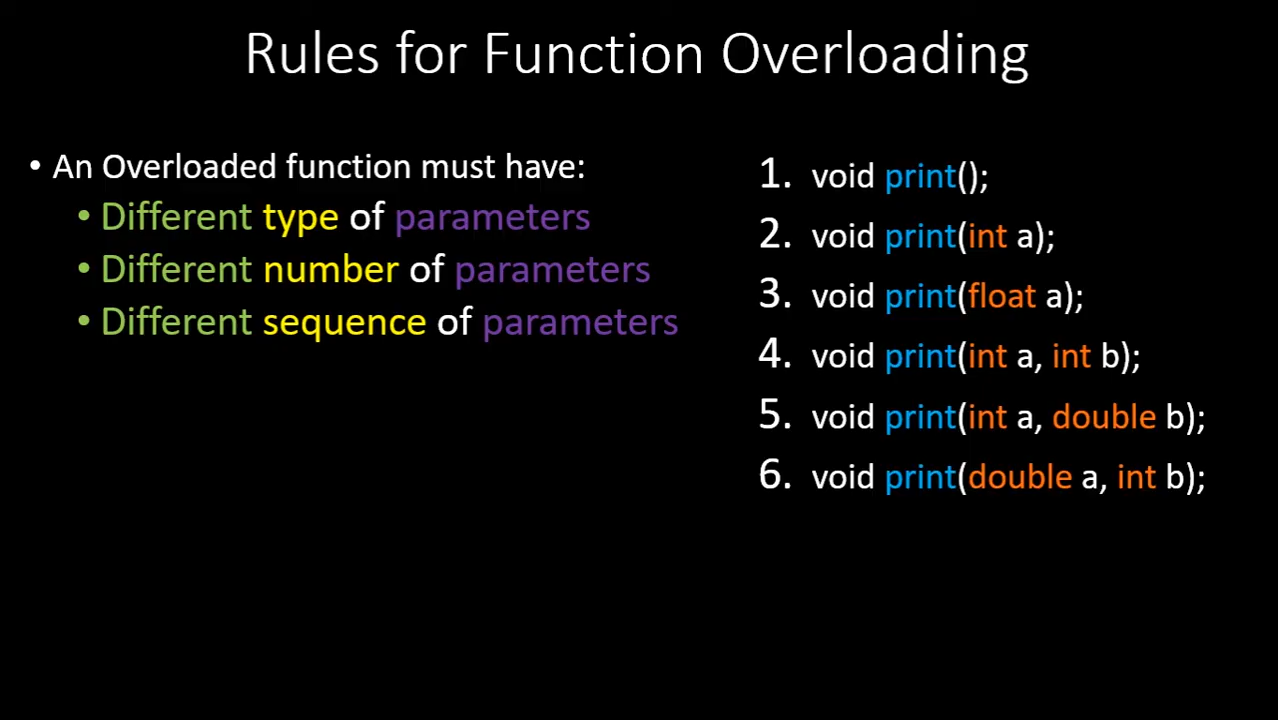 Rules for Function Overloading
• An Overloaded function must have:
• Different type of parameters
• Different number of parameters
• Different sequence of parameters
1. void print();
2. void print(int a);
3. void print(float a);
4. void print(int a, int b);
5. void print(int a, double b);
6. void print(double a, int b);